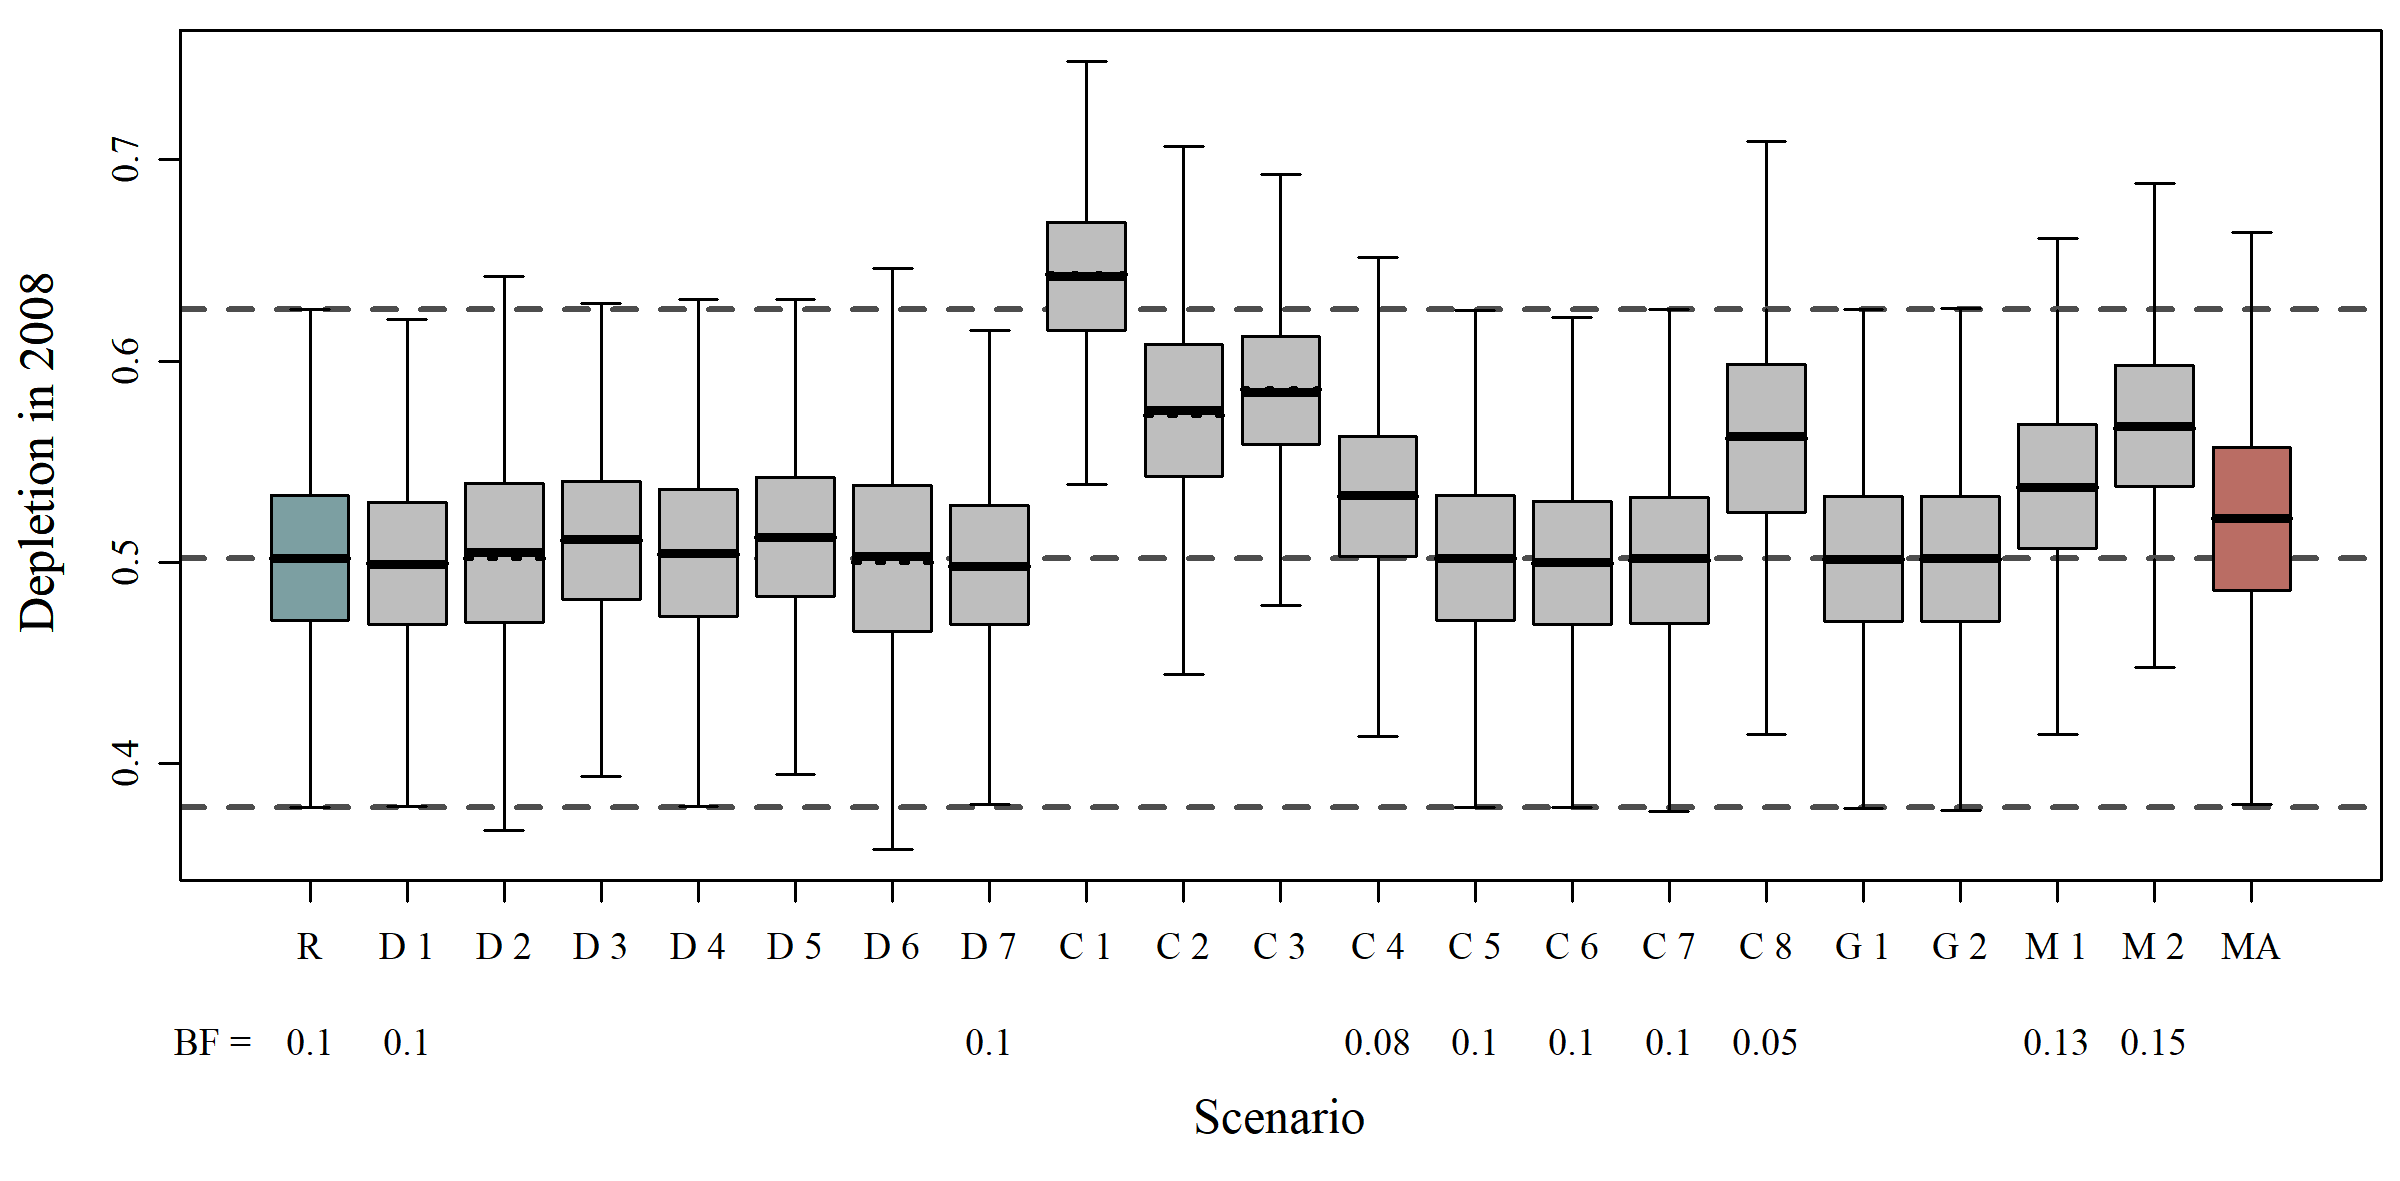 Depletion in 2008
0.7
0.6
0.5
0.4
R D 1 D 2 D 3 D 4 D 5 D 6 D 7 C 1 C 2 C 3 C 4 C 5 C 6 C 7 C 8 G 1 G 2 M 1 M 2 MA
BF = 0.1 0.1 0.1 0.08 0.1 0.1 0.1 0.05 0.13 0.15
Scenario